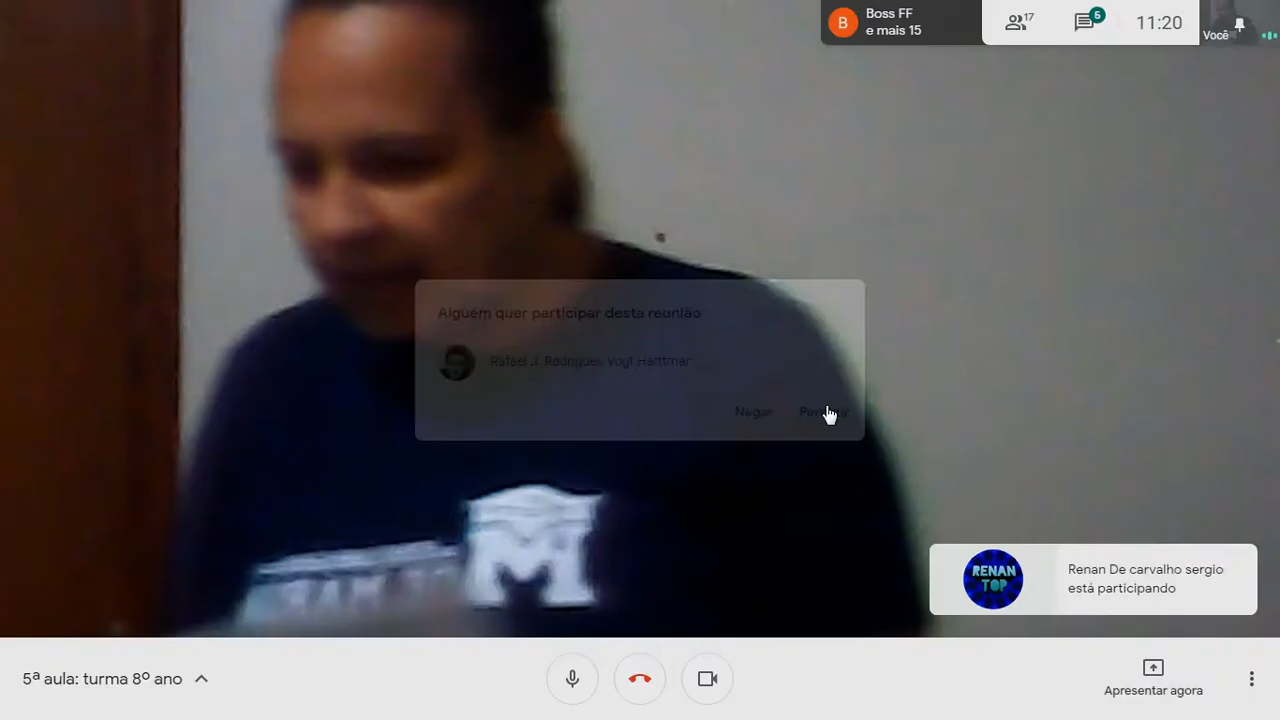 B
Boss FF
e mais 15
17
5
11:20
Você
Alguém quer participar desta reunião
Rafael J. Rodrigues, Vogt Harttmar
Negar
M
RENAN
TOP
Renan De carvalho sergio
está participando
5ª aula: turma 8º ano
Apresentar agora